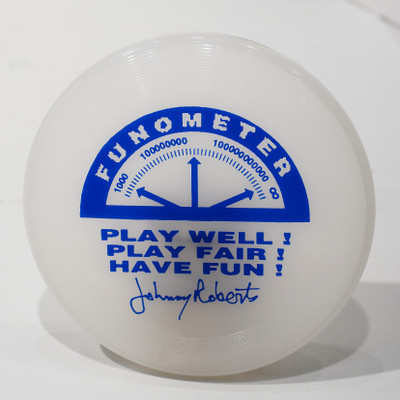 FUNOMETER
1000 100000000 100000000000 ∞
PLAY WELL !
PLAY FAIR !
HAVE FUN !
Johnny Roberts